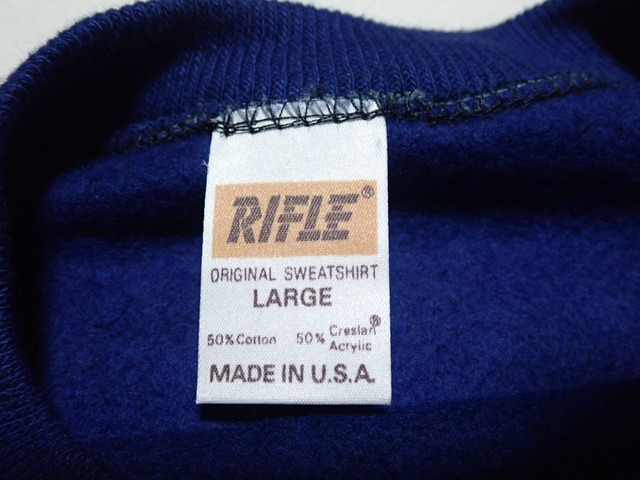 RIFLE®
ORIGINAL SWEATSHIRT
LARGE
50% Cotton 50% Creslan®
Acrylic
MADE IN U.S.A.